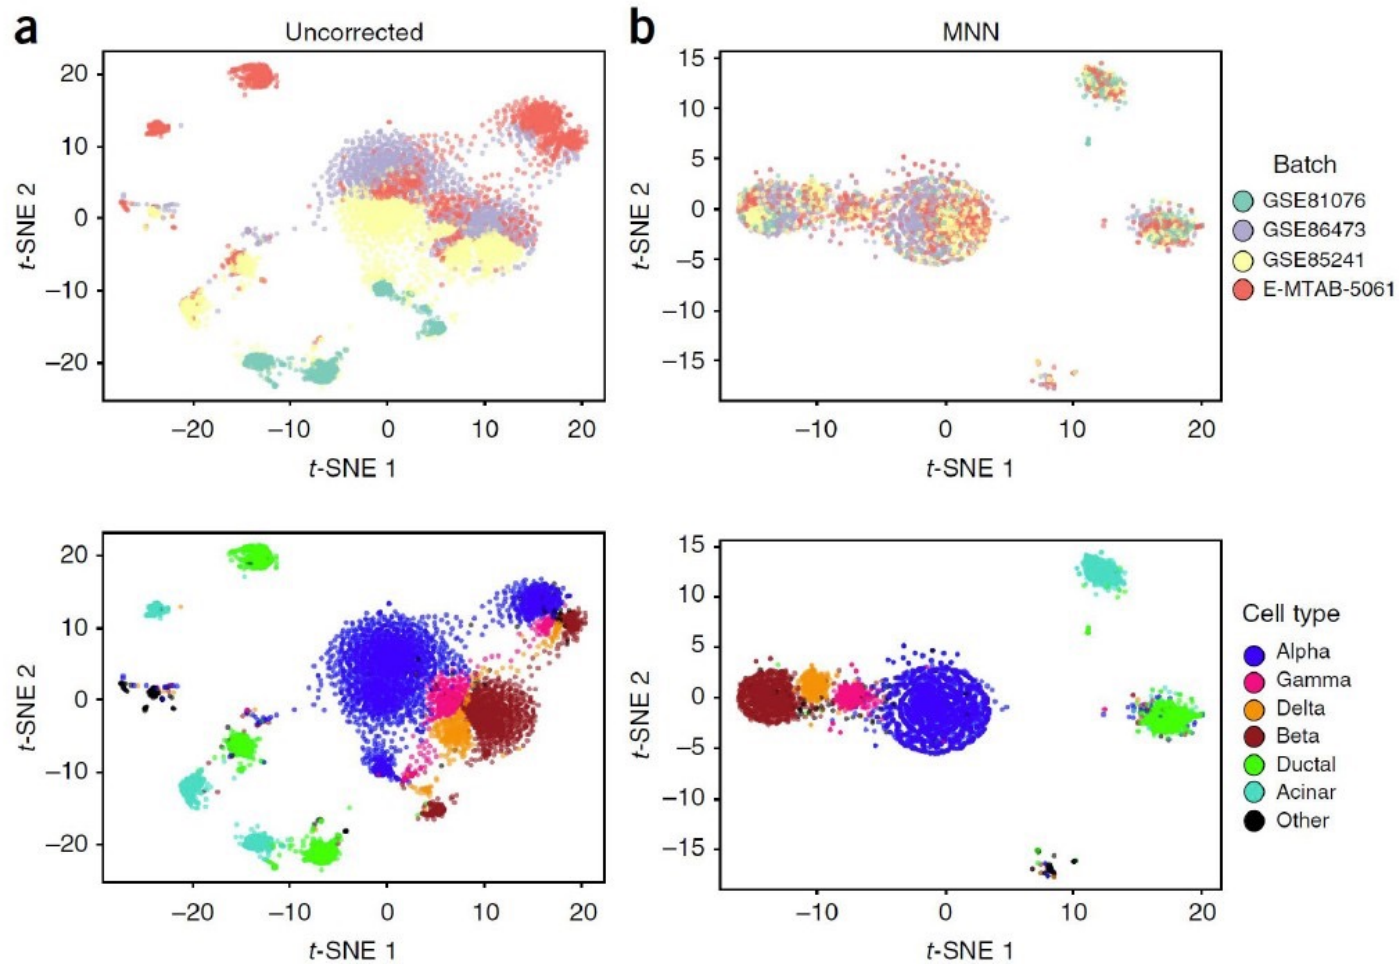 a
Uncorrected
20
10
0
−10
−20
t-SNE 2
−20 −10 0 10 20
t-SNE 1
b
MNN
15
10
5
0
−5
−10
−15
t-SNE 2
−10 0 10 20
t-SNE 1
Batch
GSE81076
GSE86473
GSE85241
E-MTAB-5061
20
10
0
−10
−20
t-SNE 2
−20 −10 0 10 20
t-SNE 1
15
10
5
0
−5
−10
−15
t-SNE 2
−10 0 10 20
t-SNE 1
Cell type
Alpha
Gamma
Delta
Beta
Ductal
Acinar
Other